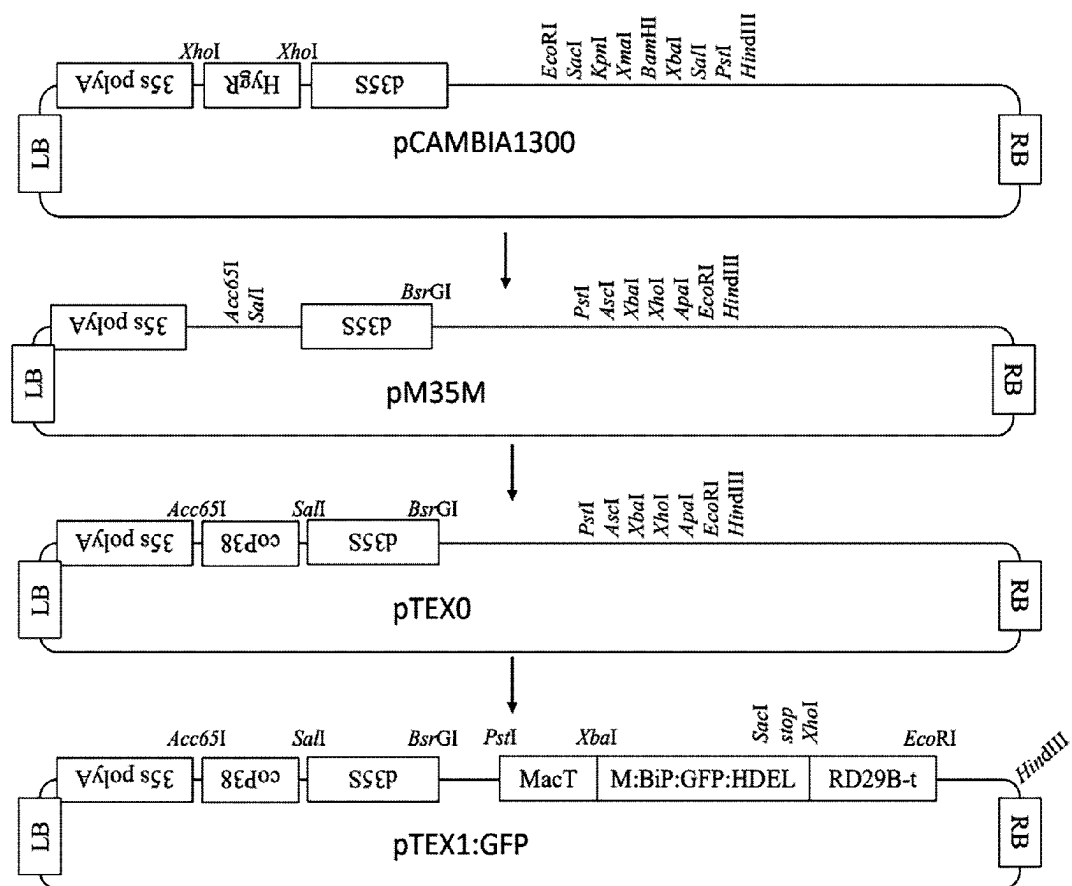 EcoRI
SacI
KpnI
XmaI
BamHI
XbaI
SalI
PstI
HindIII
XhoI
XhoI
35s polyA
HygR
d35S
LB
pCAMBIA1300
RB
Acc65I
SalI
BsrGI
PstI
AscI
XbaI
XhoI
ApaI
EcoRI
HindIII
35s polyA
d35S
LB
pM35M
RB
Acc65I
SalI
BsrGI
PstI
AscI
XbaI
XhoI
ApaI
EcoRI
HindIII
35s polyA
coP38
d35S
LB
pTEX0
RB
Acc65I
SalI
BsrGI
PstI
XbaI
SacI
stop
XhoI
EcoRI
HindIII
35s polyA
coP38
d35S
MacT
M:BiP:GFP:HDEL
RD29B-t
LB
pTEX1:GFP
RB